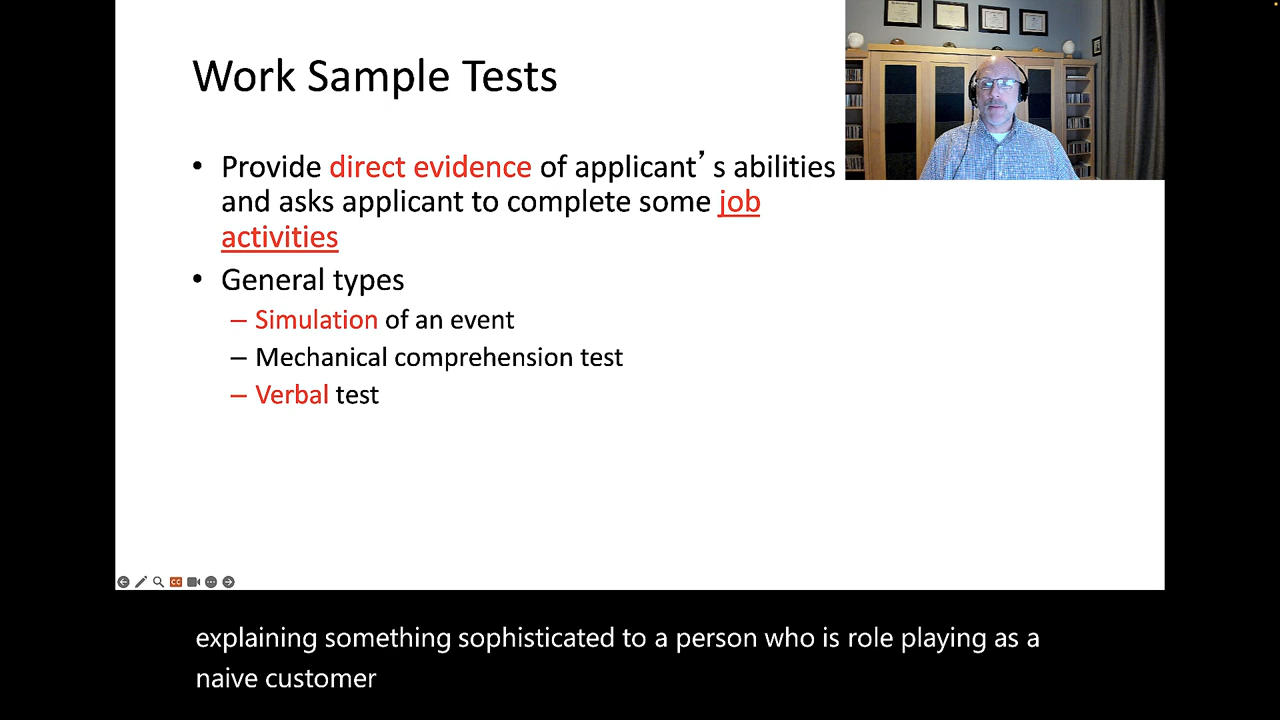 Work Sample Tests
• Provide direct evidence of applicant’s abilities
and asks applicant to complete some job
activities
• General types
– Simulation of an event
– Mechanical comprehension test
– Verbal test
CC
explaining something sophisticated to a person who is role playing as a
naive customer